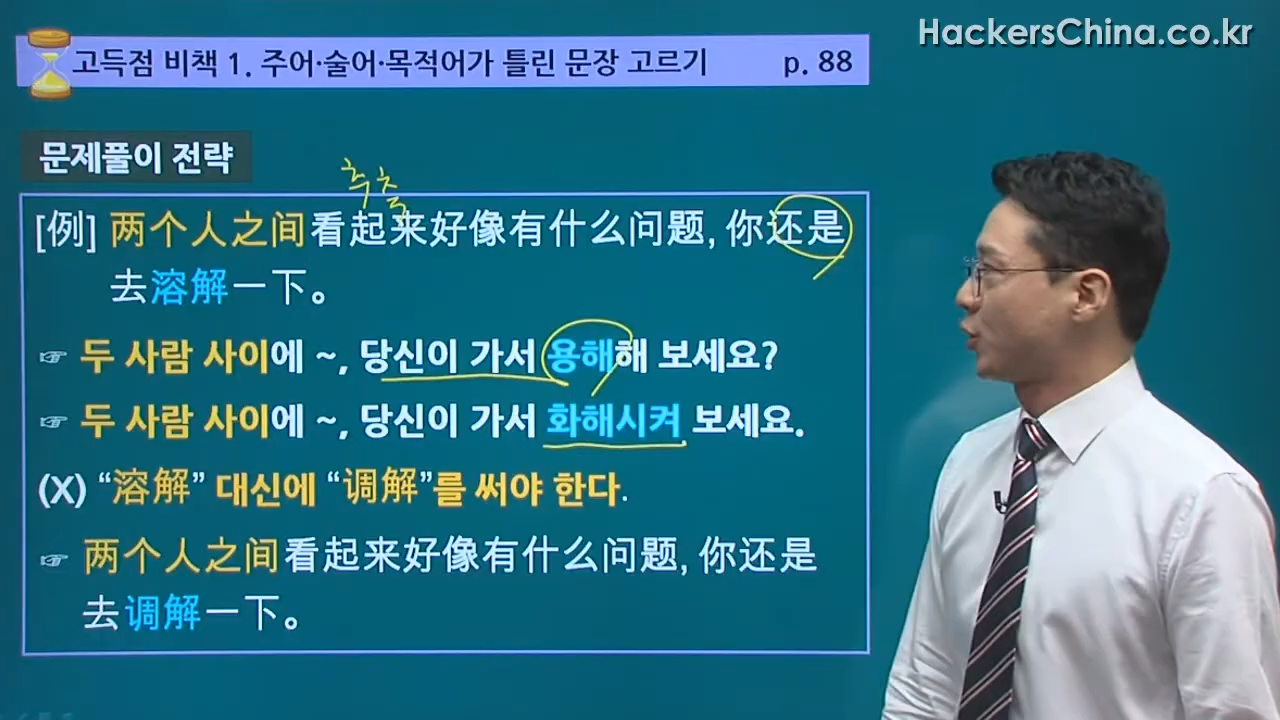 HackersChina.co.kr
고득점 비책 1. 주어·술어·목적어가 틀린 문장 고르기 p. 88
문제풀이 전략
추측
[例] 两个人之间看起来好像有什么问题, 你还是
去溶解一下。
☞ 두 사람 사이에 ~, 당신이 가서 용해해 보세요?
☞ 두 사람 사이에 ~, 당신이 가서 화해시켜 보세요.
(X) “溶解” 대신에 “调解”를 써야 한다.
☞ 两个人之间看起来好像有什么问题, 你还是
去调解一下。